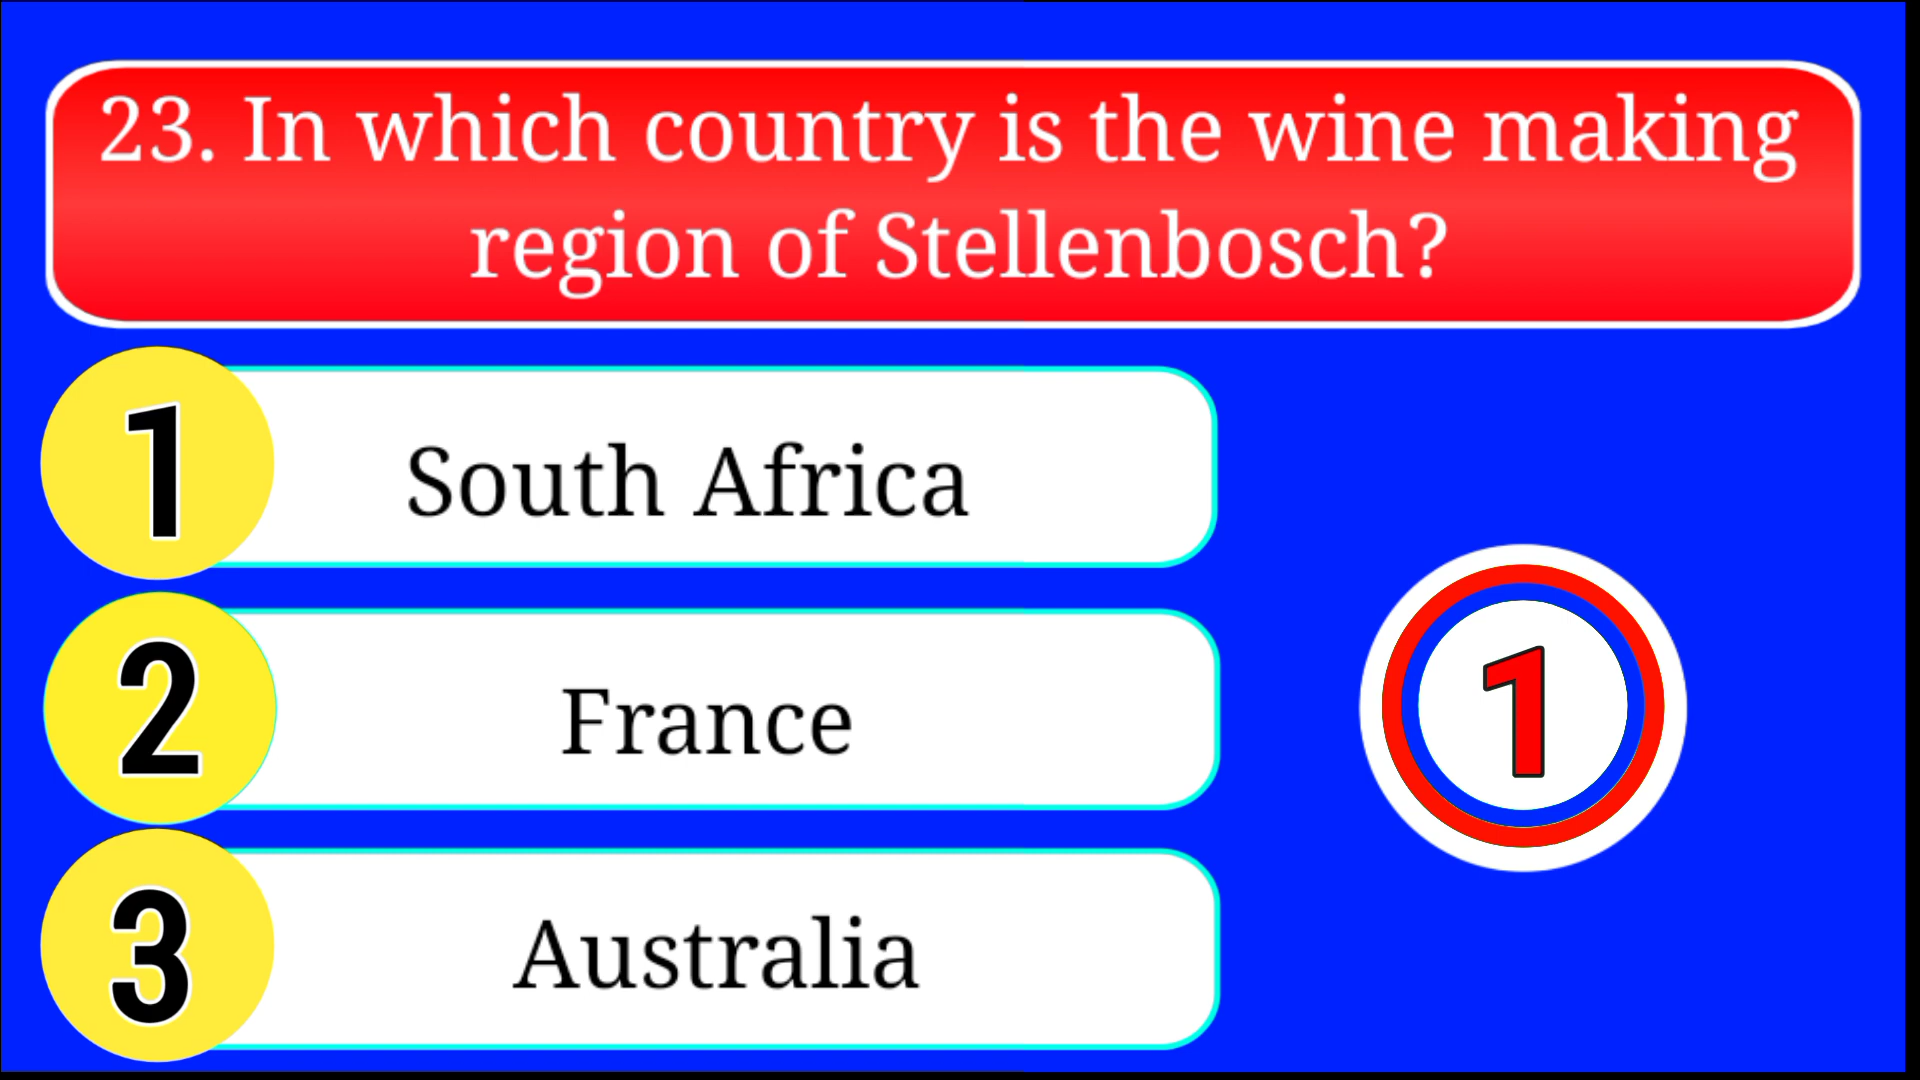 23. In which country is the wine making
region of Stellenbosch?
1 South Africa
2 France
1
3 Australia